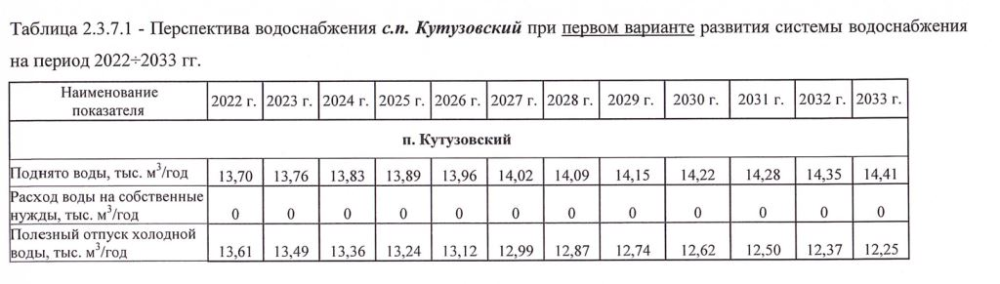 Таблица 2.3.7.1 - Перспектива водоснабжения с.п. Кутузовский при первом варианте развития системы водоснабжения
на период 2022÷2033 гг.
Наименование
показателя 2022 г. 2023 г. 2024 г. 2025 г. 2026 г. 2027 г. 2028 г. 2029 г. 2030 г. 2031 г. 2032 г. 2033 г.
п. Кутузовский
Поднято воды, тыс. м³/год 13,70 13,76 13,83 13,89 13,96 14,02 14,09 14,15 14,22 14,28 14,35 14,41
Расход воды на собственные
нужды, тыс. м³/год 0 0 0 0 0 0 0 0 0 0 0 0
Полезный отпуск холодной
воды, тыс. м³/год 13,61 13,49 13,36 13,24 13,12 12,99 12,87 12,74 12,62 12,50 12,37 12,25